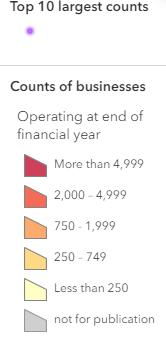 Top 10 largest counts
Counts of businesses
Operating at end of
financial year
More than 4,999
2,000 - 4,999
750 - 1,999
250 - 749
Less than 250
not for publication